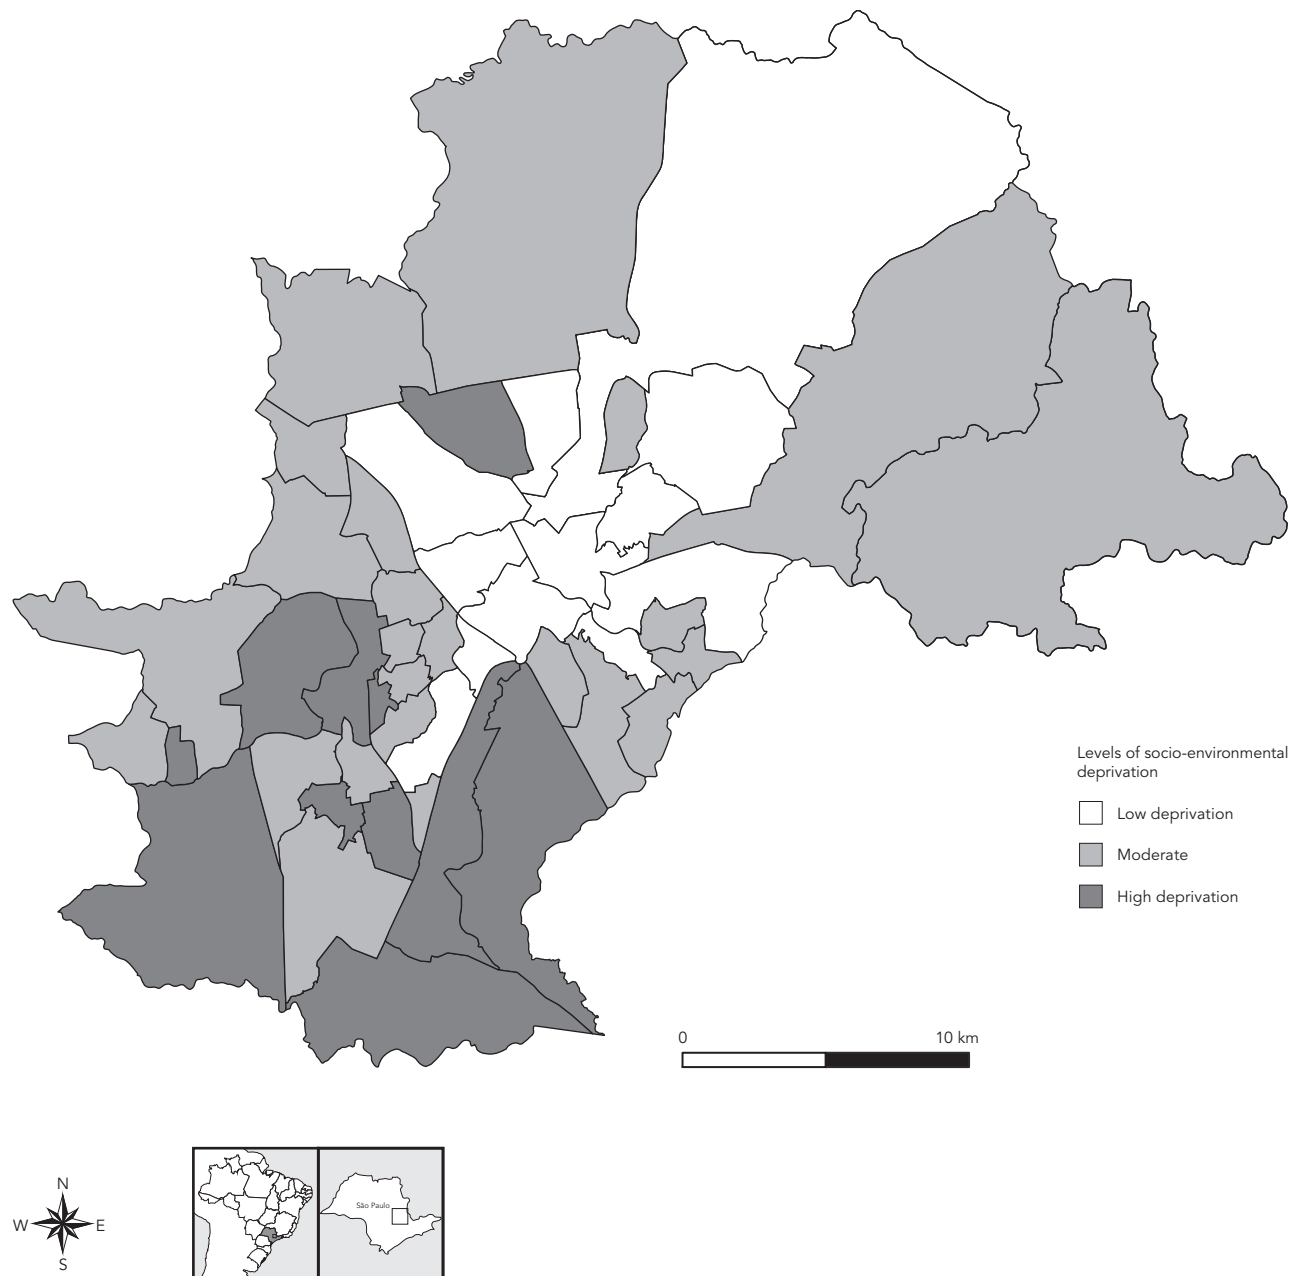 Levels of socio-environmental
deprivation
Low deprivation
Moderate
High deprivation
0 10 km
N
W E
S
São Paulo